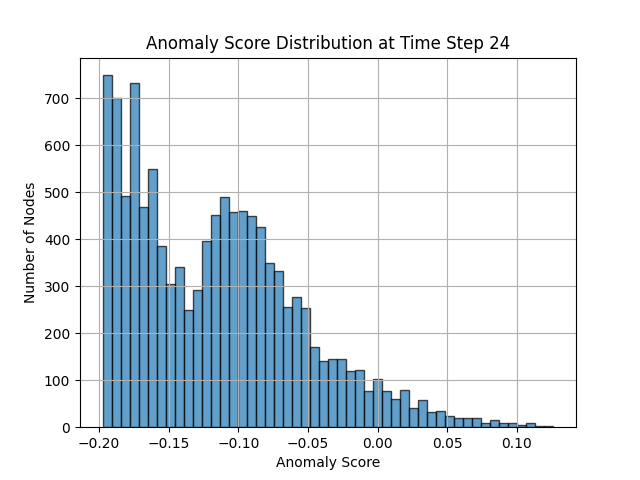 Anomaly Score Distribution at Time Step 24
700
600
500
400
300
200
100
0
Number of Nodes
−0.20 −0.15 −0.10 −0.05 0.00 0.05 0.10
Anomaly Score